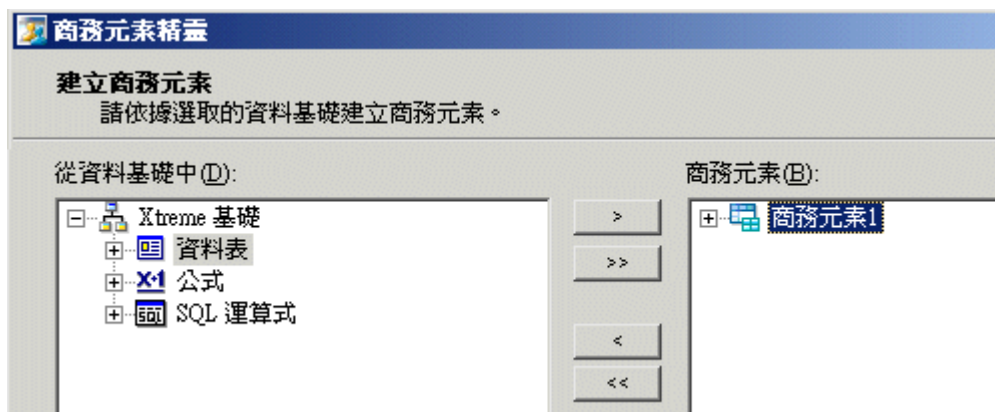 商務元素精靈
建立商務元素
請依據選取的資料基礎建立商務元素。
從資料基礎中(D):
商務元素(B):
Xtreme 基礎
資料表
X+1 公式
SQL SQL 運算式
>
>>
<
<<
商務元素1